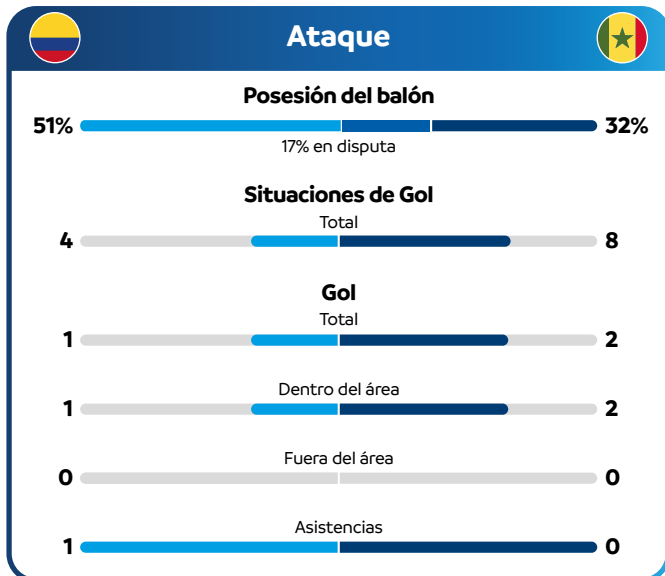 Ataque
Posesión del balón
51% 32%
17% en disputa
Situaciones de Gol
Total
4 8
Gol
Total
1 2
Dentro del área
1 2
Fuera del área
0 0
Asistencias
1 0